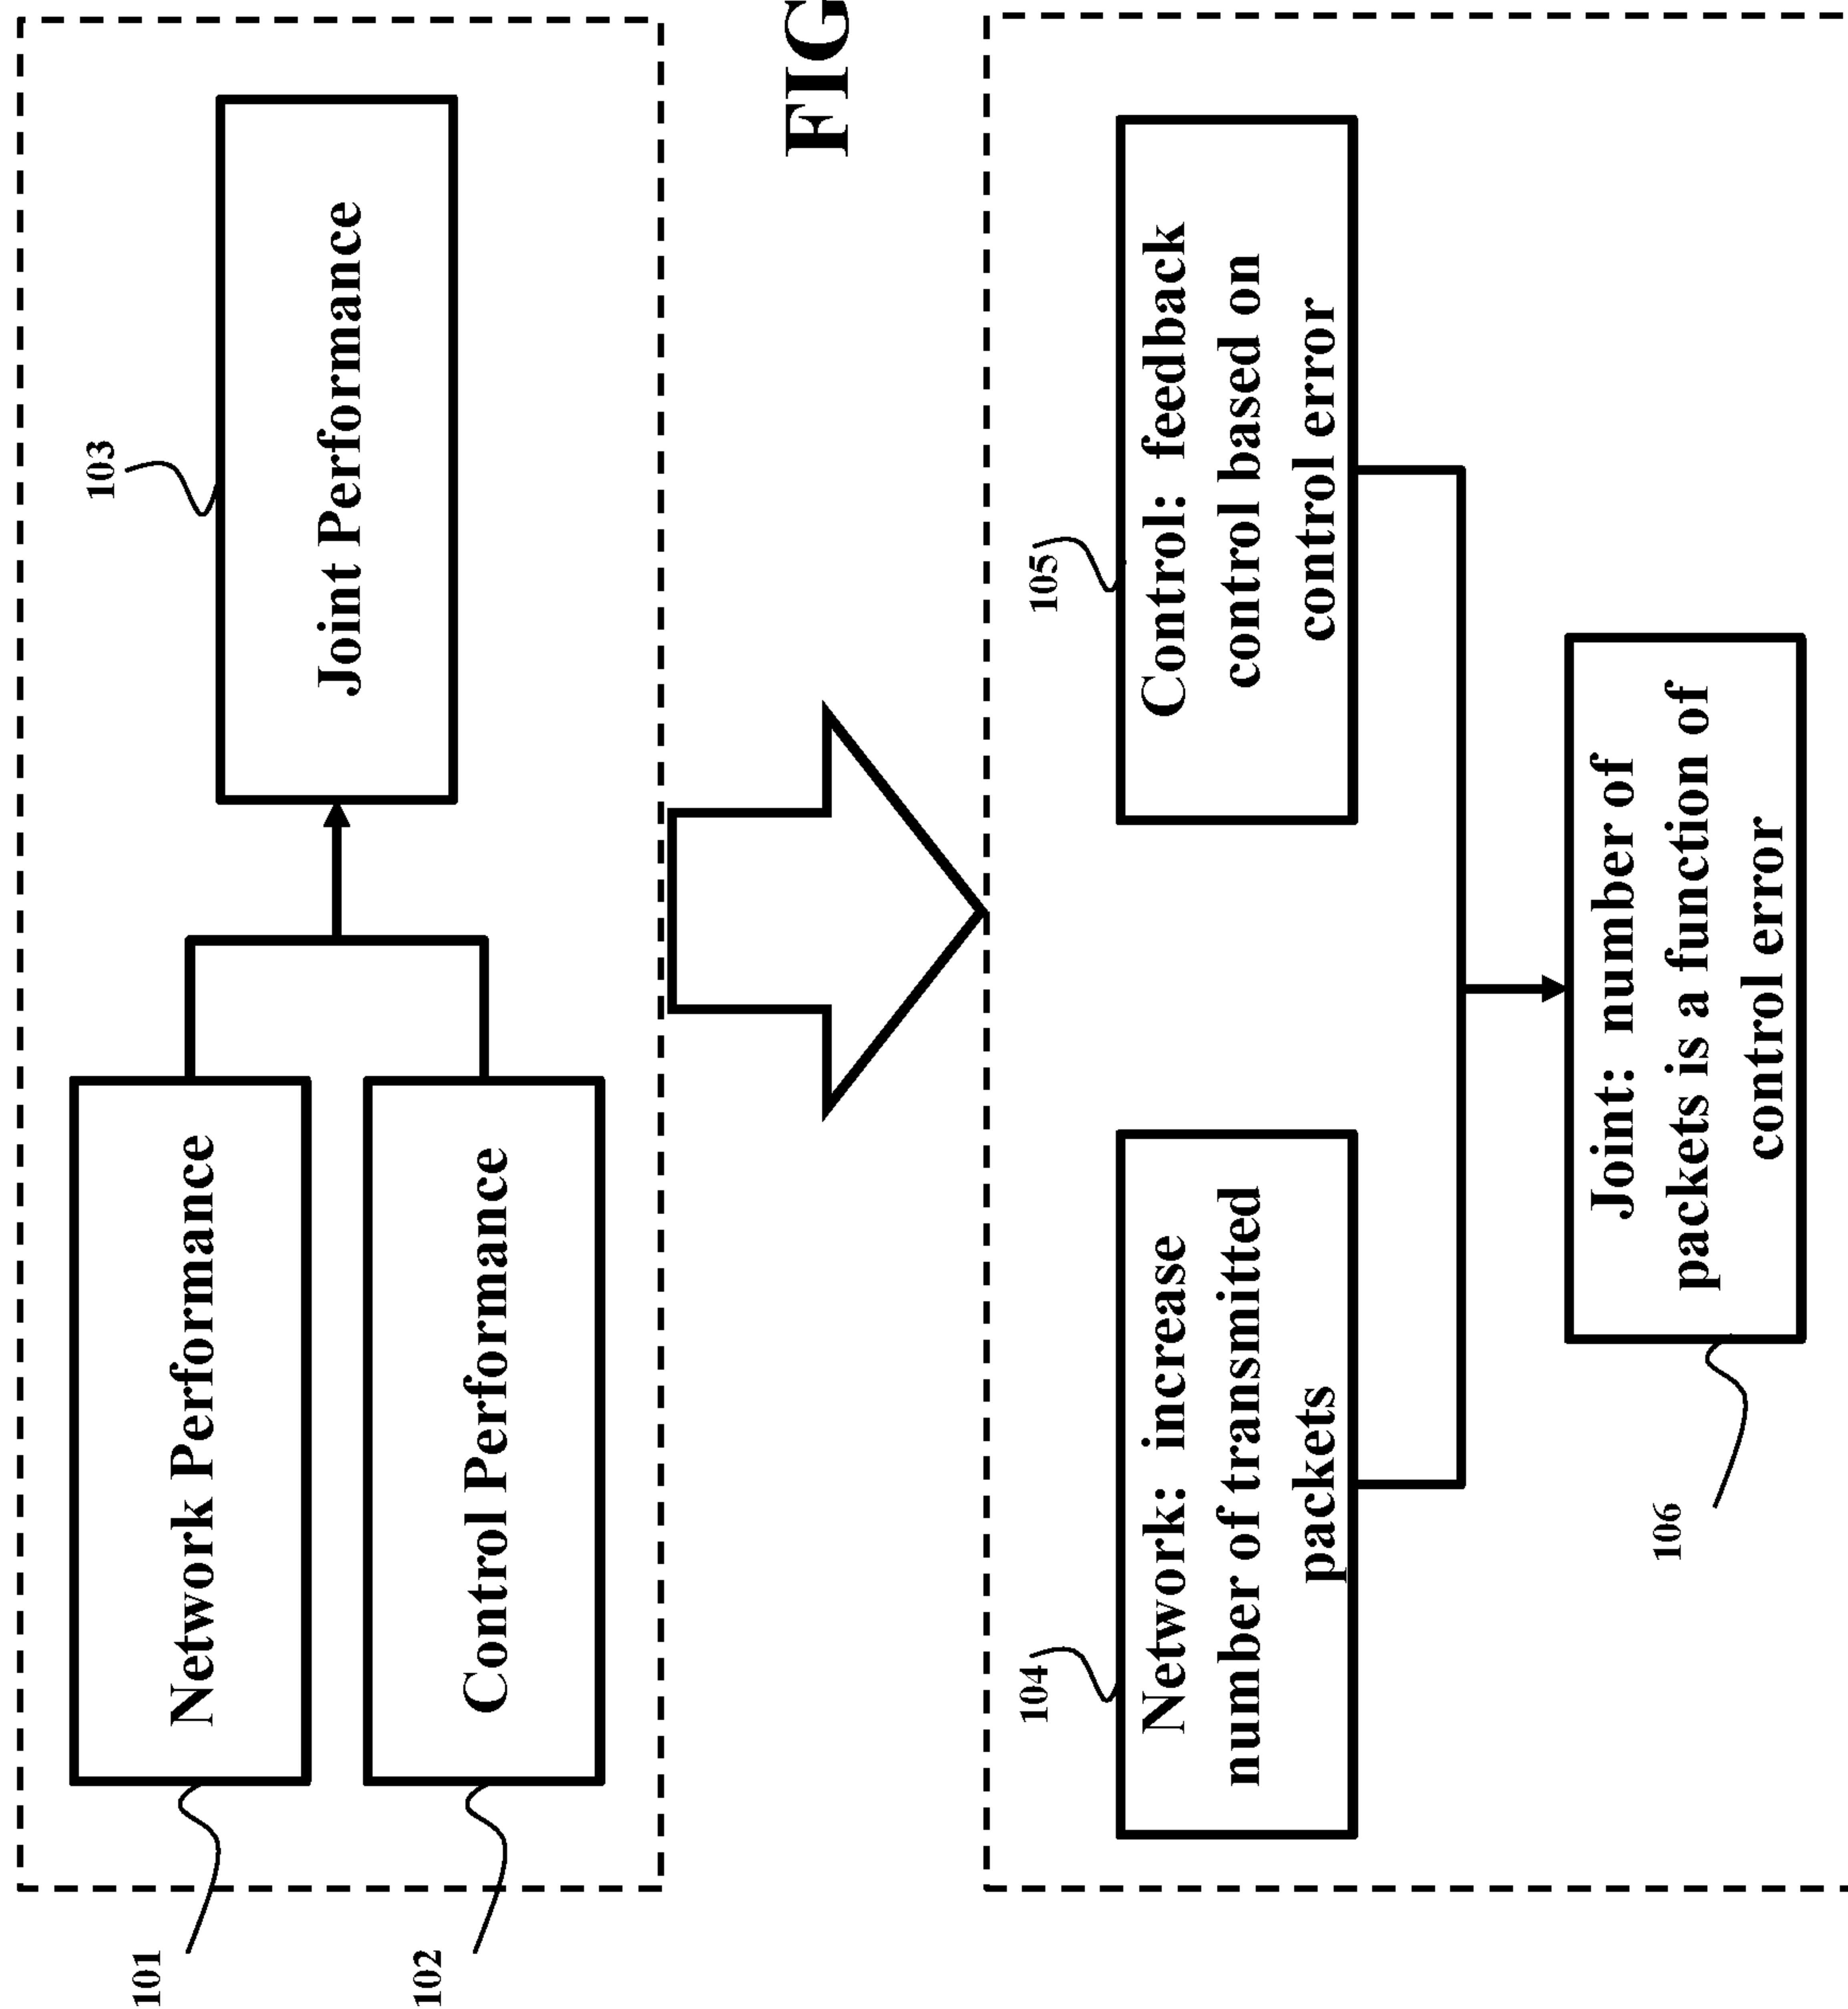 101
Network Performance
102
Control Performance
103
Joint Performance
FIG
104
Network: increase
number of transmitted
packets
105
Control: feedback
control based on
control error
106
Joint: number of
packets is a function of
control error